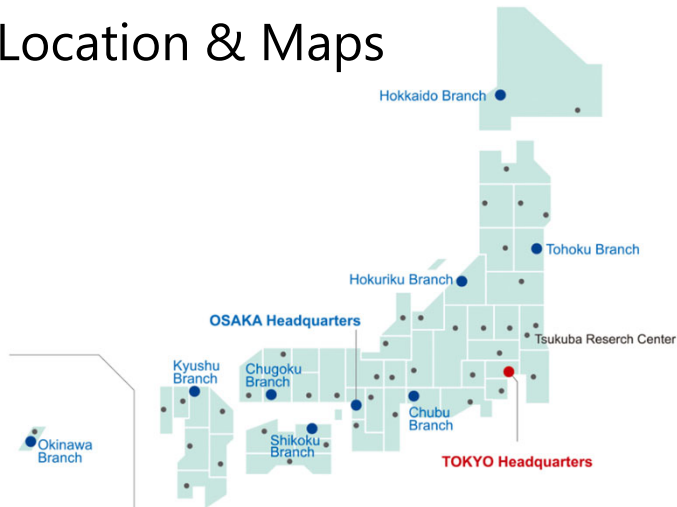 Location & Maps
Hokkaido Branch
Tohoku Branch
Hokuriku Branch
OSAKA Headquarters
Tsukuba Reserch Center
Kyushu
Branch
Chugoku
Branch
Chubu
Branch
Shikoku
Branch
Okinawa
Branch
TOKYO Headquarters